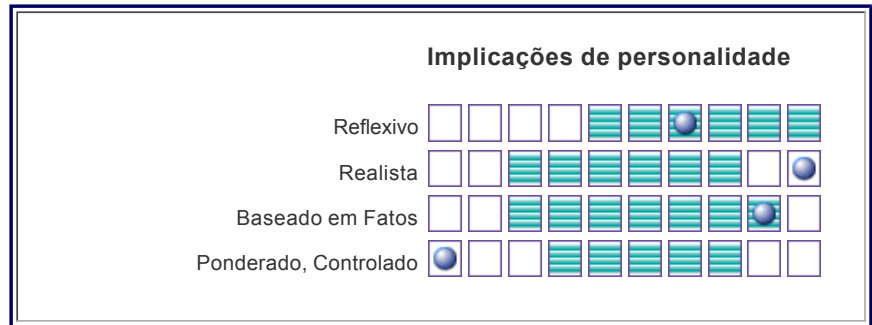 Implicações de personalidade
Reflexivo
Realista
Baseado em Fatos
Ponderado, Controlado